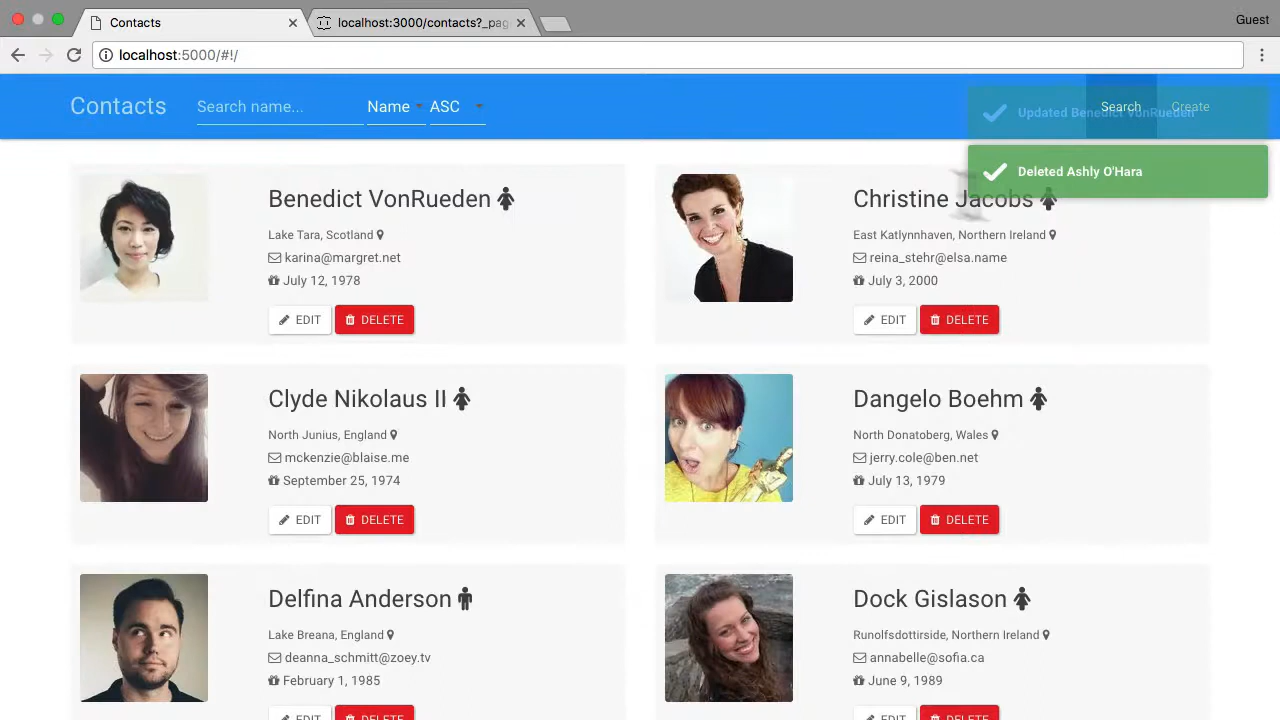 Contacts
localhost:3000/contacts?_pag
Guest
localhost:5000/#!/
Contacts
Search name...
Name
ASC
Search
Create
Updated Benedict VonRueden
Deleted Ashly O'Hara
Benedict VonRueden
Lake Tara, Scotland
karina@margret.net
July 12, 1978
EDIT
DELETE
Christine Jacobs
East Katlynnhaven, Northern Ireland
reina_stehr@elsa.name
July 3, 2000
EDIT
DELETE
Clyde Nikolaus II
North Junius, England
mckenzie@blaise.me
September 25, 1974
EDIT
DELETE
Dangelo Boehm
North Donatoberg, Wales
jerry.cole@ben.net
July 13, 1979
EDIT
DELETE
Delfina Anderson
Lake Breana, England
deanna_schmitt@zoey.tv
February 1, 1985
EDIT
DELETE
Dock Gislason
Runolfsdottirside, Northern Ireland
annabelle@sofia.ca
June 9, 1989
EDIT
DELETE